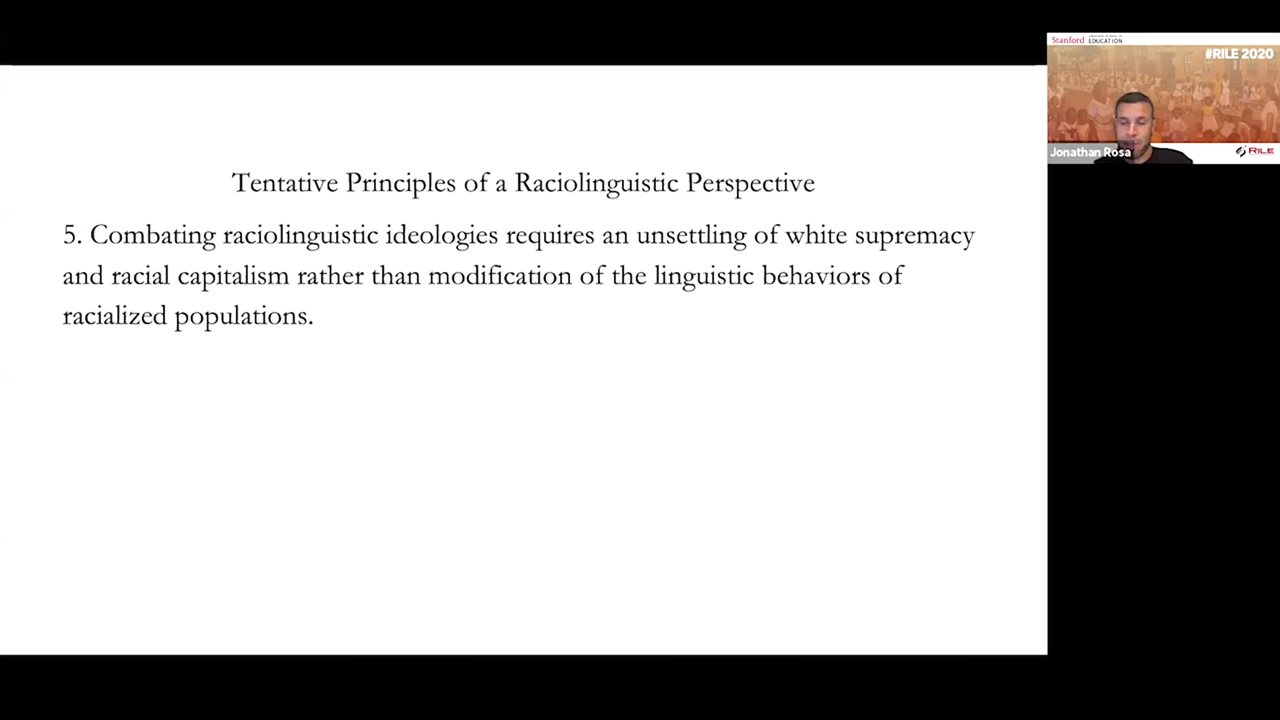 Tentative Principles of a Raciolinguistic Perspective
5. Combating raciolinguistic ideologies requires an unsettling of white supremacy
and racial capitalism rather than modification of the linguistic behaviors of
racialized populations.
Stanford
EDUCATION
#RILE 2020
Jonathan Rosa
RILE